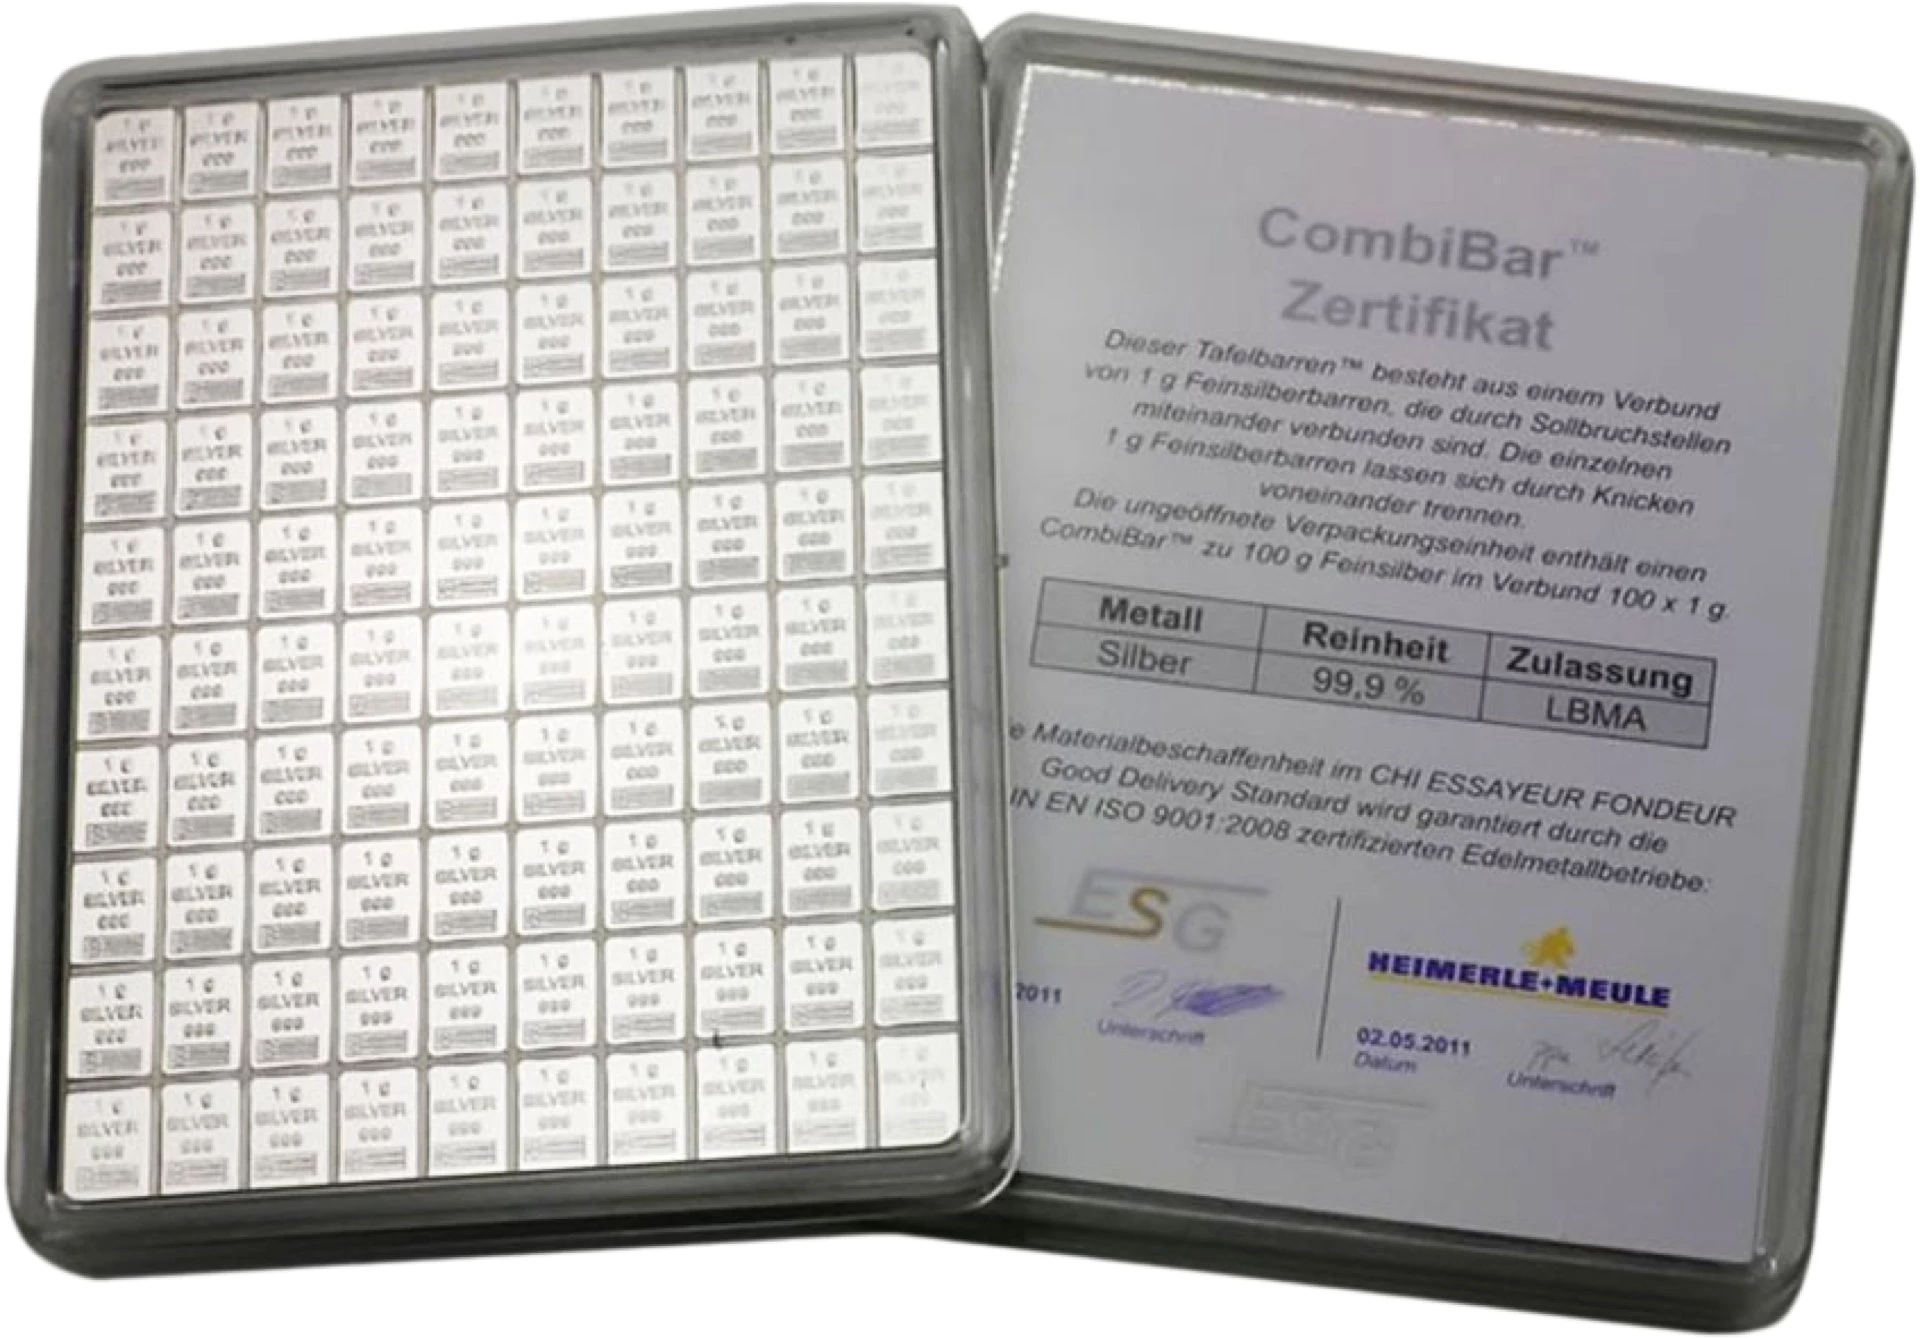 1 g
SILVER
999
CombiBar™
Zertifikat
Dieser Tafelbarren™ besteht aus einem Verbund
von 1 g Feinsilberbarren, die durch Sollbruchstellen
miteinander verbunden sind. Die einzelnen
1 g Feinsilberbarren lassen sich durch Knicken
voneinander trennen.
Die ungeöffnete Verpackungseinheit enthält einen
CombiBar™ zu 100 g Feinsilber im Verbund 100 x 1 g.
Metall Reinheit Zulassung
Silber 99,9 % LBMA
e Materialbeschaffenheit im CHI ESSAYEUR FONDEUR
Good Delivery Standard wird garantiert durch die
IN EN ISO 9001:2008 zertifizierten Edelmetallbetriebe:
ESG
HEIMERLE+MEULE
2011
Unterschrift
02.05.2011
Datum
Unterschrift
ESG